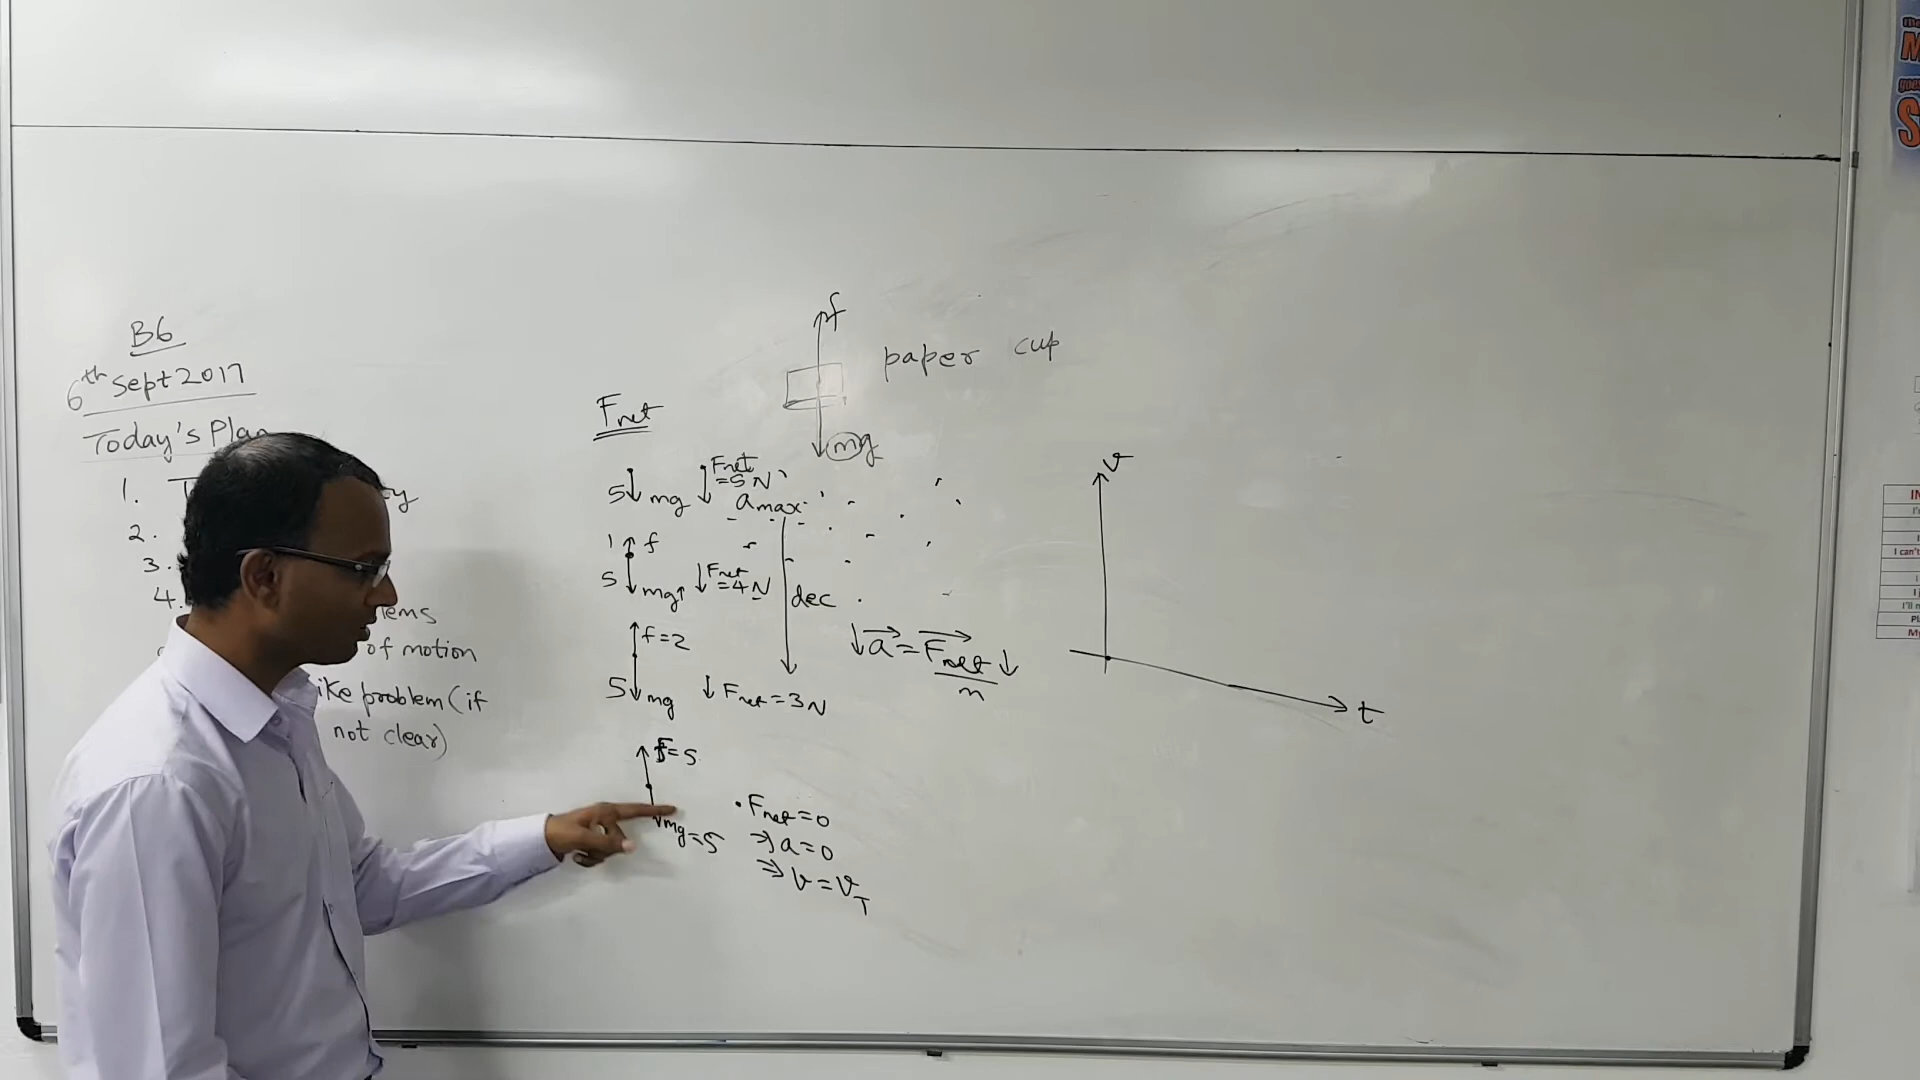 B6
6th Sept 2017
Today's Plan
1.
2.
3.
4.
of motion
problem (if
not clear)
f
paper cup
mg
Fnet
5 mg
Fnet
=5N
amax
1 f
5 mg
Fnet
=4N
dec
f=2
5 mg
Fnet=3N
a = Fnet
m
f=5
mg=5
Fnet=0
⇒ a=0
⇒ v=vT
v
t